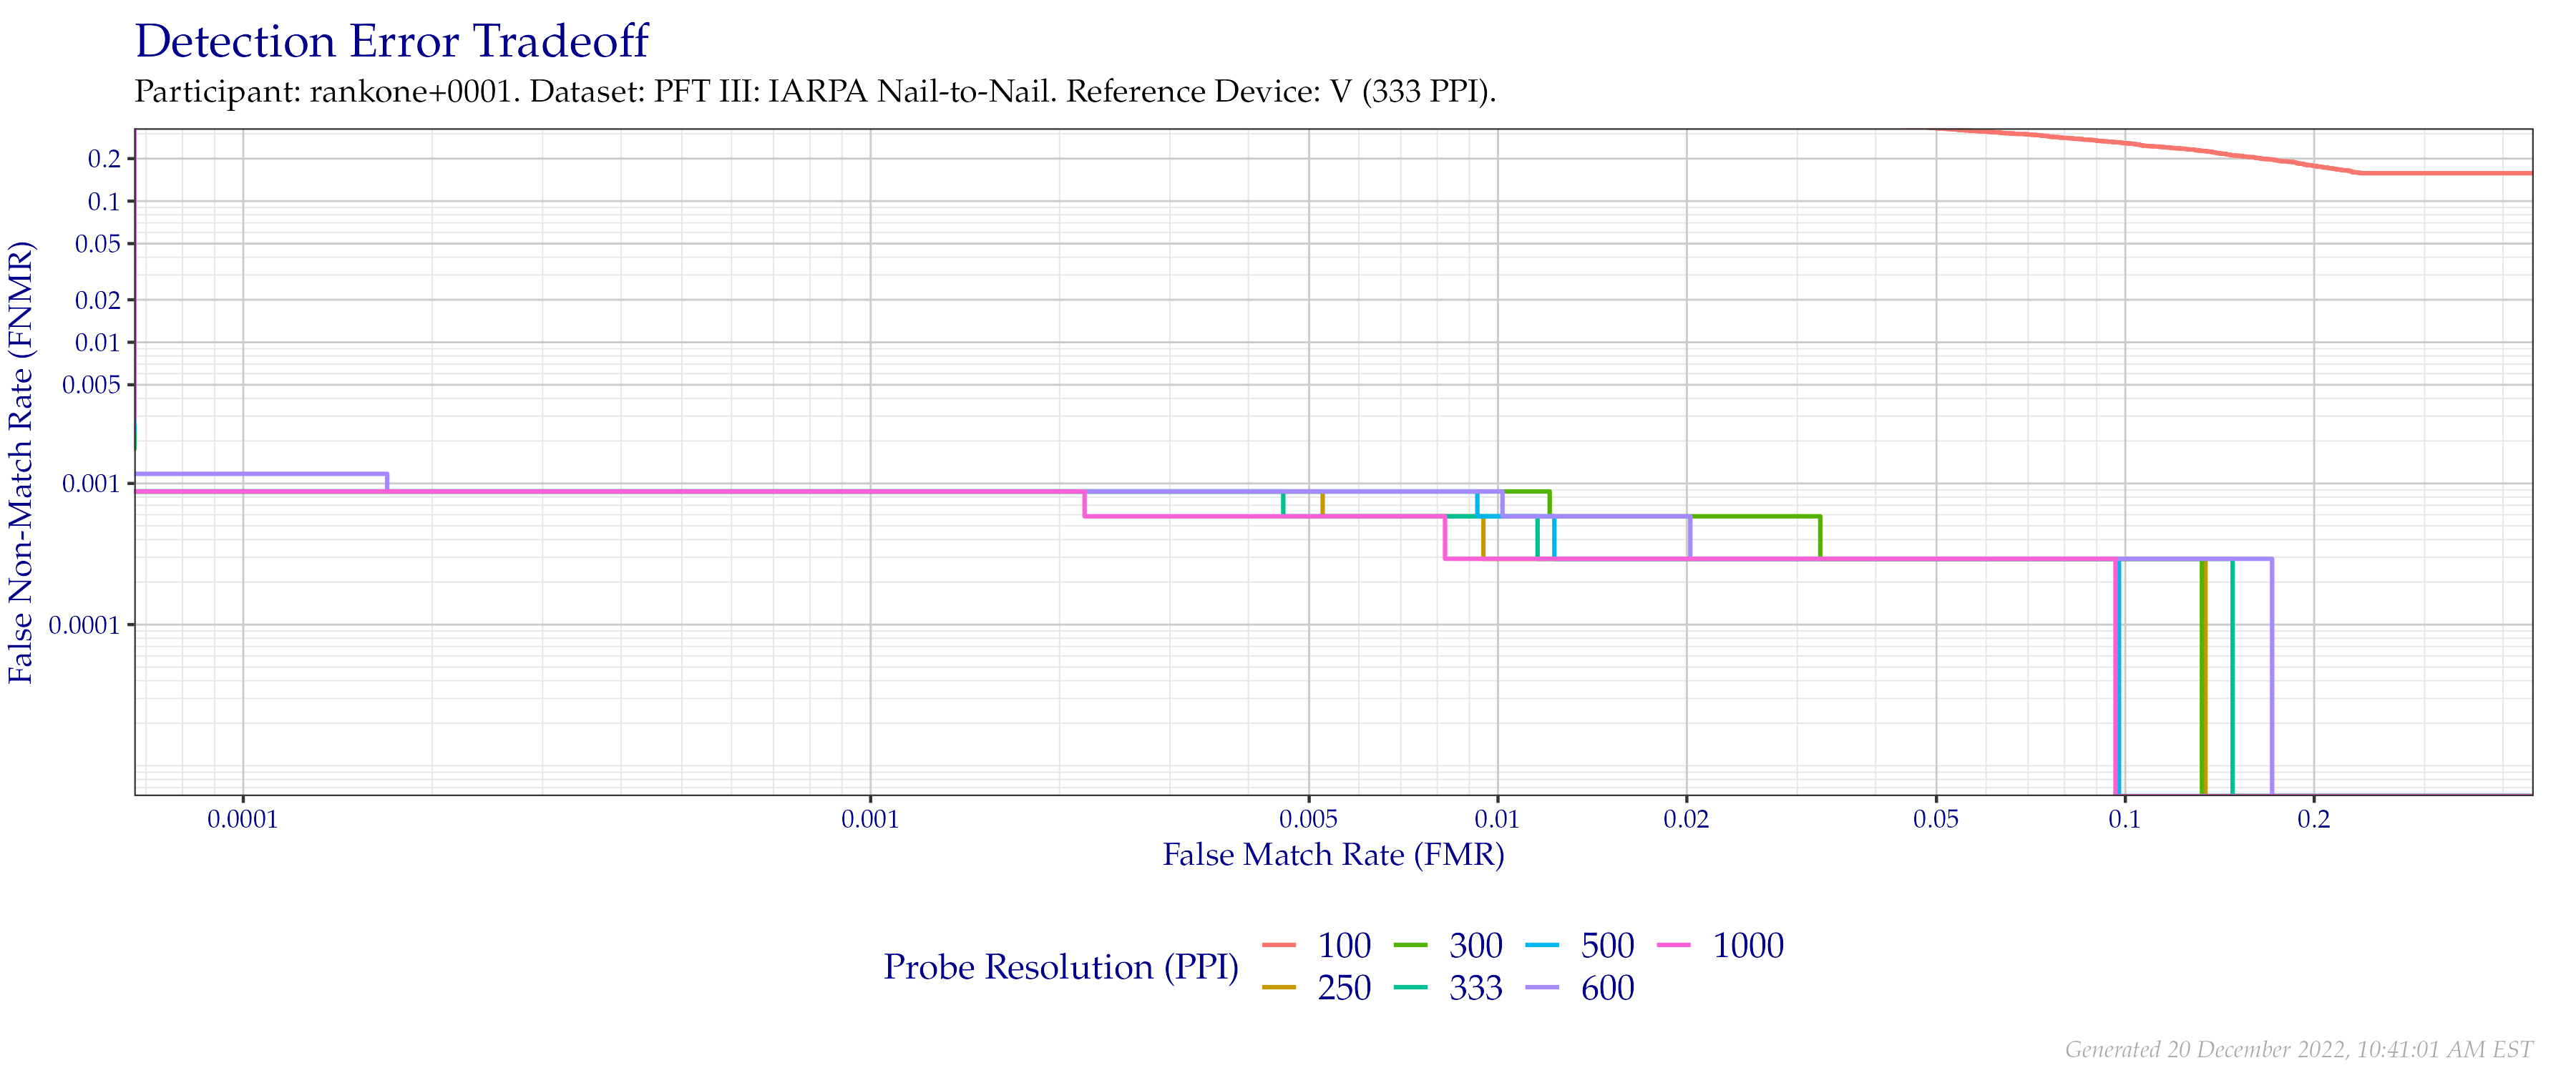 Detection Error Tradeoff
Participant: rankone+0001. Dataset: PFT III: IARPA Nail-to-Nail. Reference Device: V (333 PPI).
False Non-Match Rate (FNMR)
0.2
0.1
0.05
0.02
0.01
0.005
0.001
0.0001
0.0001 0.001 0.005 0.01 0.02 0.05 0.1 0.2
False Match Rate (FMR)
Probe Resolution (PPI)
100 300 500 1000
250 333 600
Generated 20 December 2022, 10:41:01 AM EST